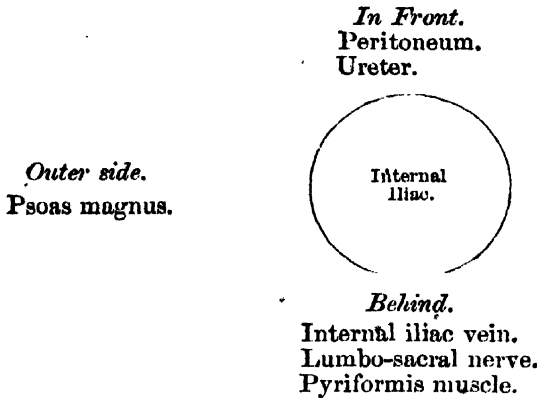 In Front.
Peritoneum.
Ureter.
Outer side.
Psoas magnus.
Internal
iliac.
Behind.
Internal iliac vein.
Lumbo-sacral nerve.
Pyriformis muscle.